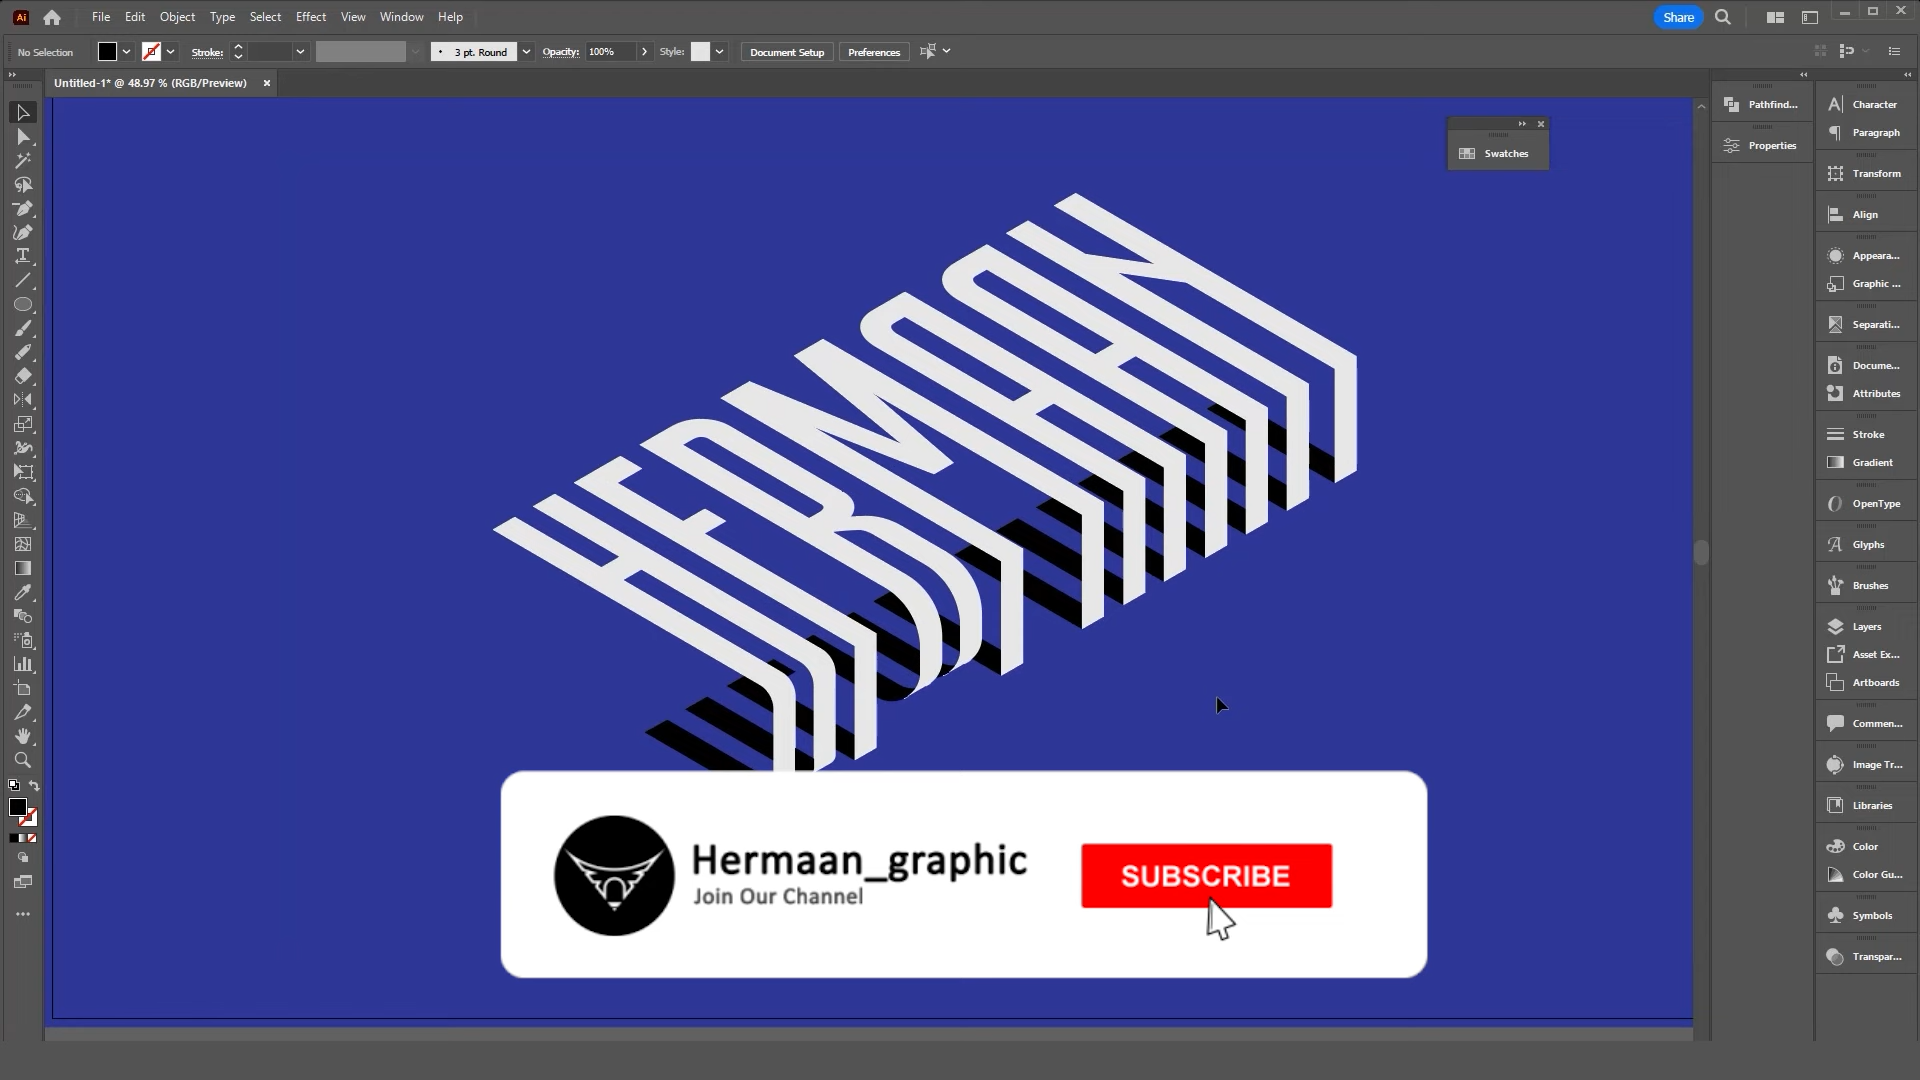 Ai
File Edit Object Type Select Effect View Window Help
Share
No Selection
Stroke:
3 pt. Round
Opacity: 100%
Style:
Document Setup
Preferences
Untitled-1* @ 48.97 % (RGB/Preview)
Swatches
Pathfind...
Properties
Character
Paragraph
Transform
Align
Appeara...
Graphic ...
Separati...
Docume...
Attributes
Stroke
Gradient
OpenType
Glyphs
Brushes
Layers
Asset Ex...
Artboards
Commen...
Image Tr...
Libraries
Color
Color Gu...
Symbols
Transpar...
HERMAAN
Hermaan_graphic
Join Our Channel
SUBSCRIBE